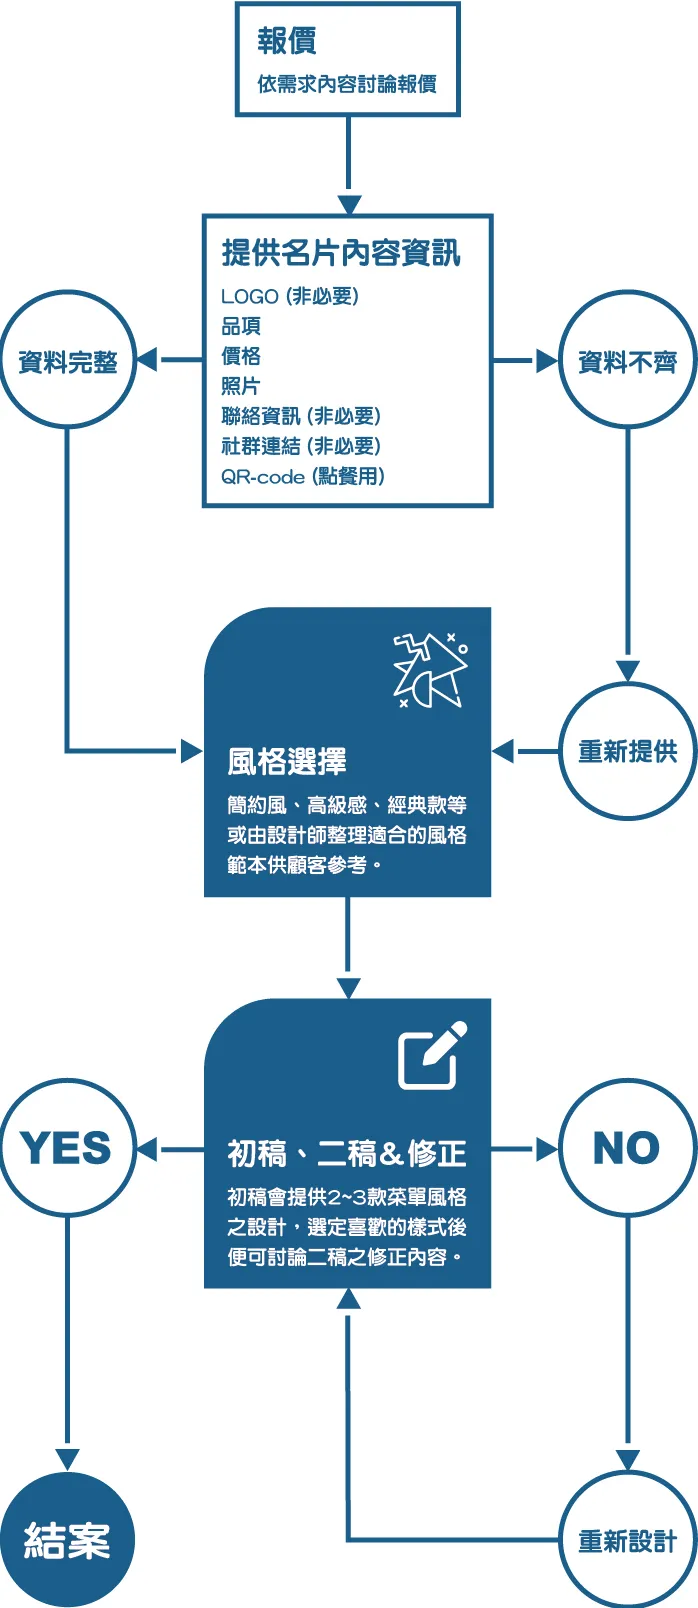 報價
依需求內容討論報價
提供名片內容資訊
LOGO (非必要)
品項
價格
照片
聯絡資訊 (非必要)
社群連結 (非必要)
QR-code (點餐用)
資料完整
資料不齊
重新提供
風格選擇
簡約風、高級感、經典款等
或由設計師整理適合的風格
範本供顧客參考。
初稿、二稿&修正
初稿會提供2~3款菜單風格
之設計，選定喜歡的樣式後
便可討論二稿之修正內容。
YES
NO
結案
重新設計